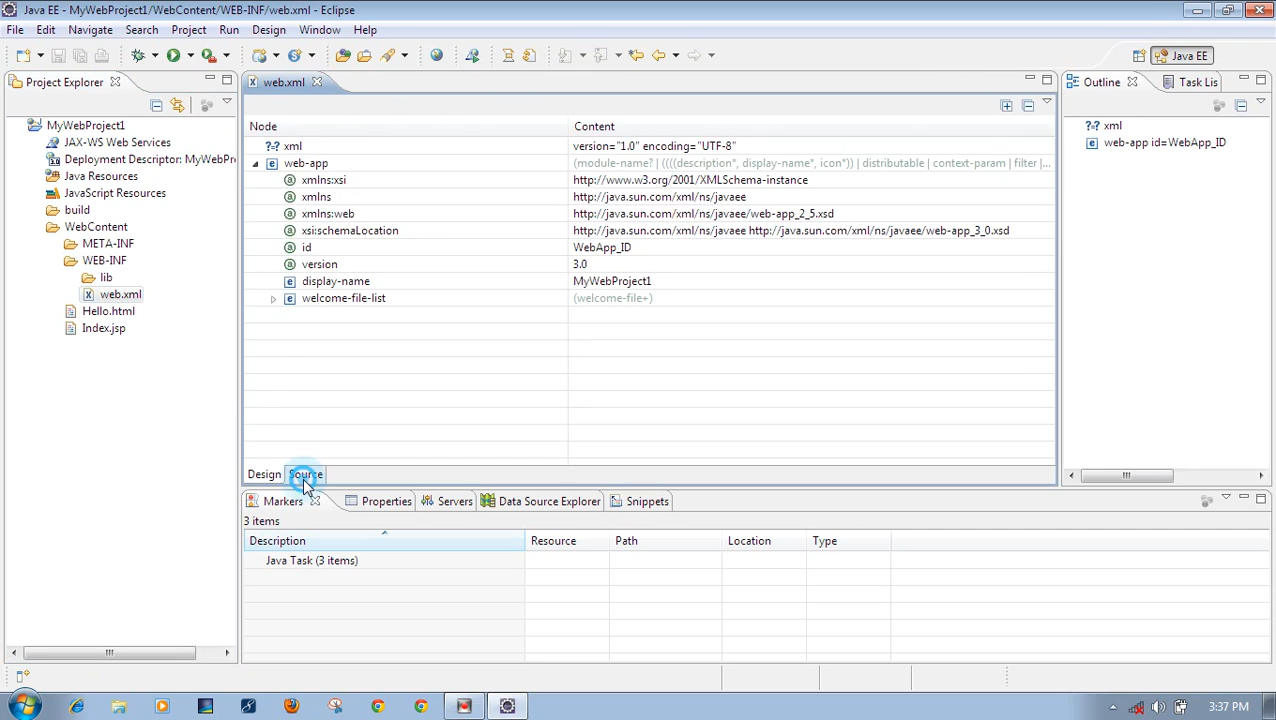 Java EE - MyWebProject1/WebContent/WEB-INF/web.xml - Eclipse
File Edit Navigate Search Project Run Design Window Help
Java EE
Project Explorer
MyWebProject1
JAX-WS Web Services
Deployment Descriptor: MyWebPr
Java Resources
JavaScript Resources
build
WebContent
META-INF
WEB-INF
lib
web.xml
Hello.html
Index.jsp
web.xml
Node Content
xml version="1.0" encoding="UTF-8"
web-app (module-name? | ((((description*, display-name*, icon*)) | distributable | context-param | filter |...
xmlns:xsi http://www.w3.org/2001/XMLSchema-instance
xmlns http://java.sun.com/xml/ns/javaee
xmlns:web http://java.sun.com/xml/ns/javaee/web-app_2_5.xsd
xsi:schemaLocation http://java.sun.com/xml/ns/javaee http://java.sun.com/xml/ns/javaee/web-app_3_0.xsd
id WebApp_ID
version 3.0
display-name MyWebProject1
welcome-file-list (welcome-file+)
Design Source
Outline Task Lis
xml
web-app id=WebApp_ID
Markers Properties Servers Data Source Explorer Snippets
3 items
Description Resource Path Location Type
Java Task (3 items)
3:37 PM